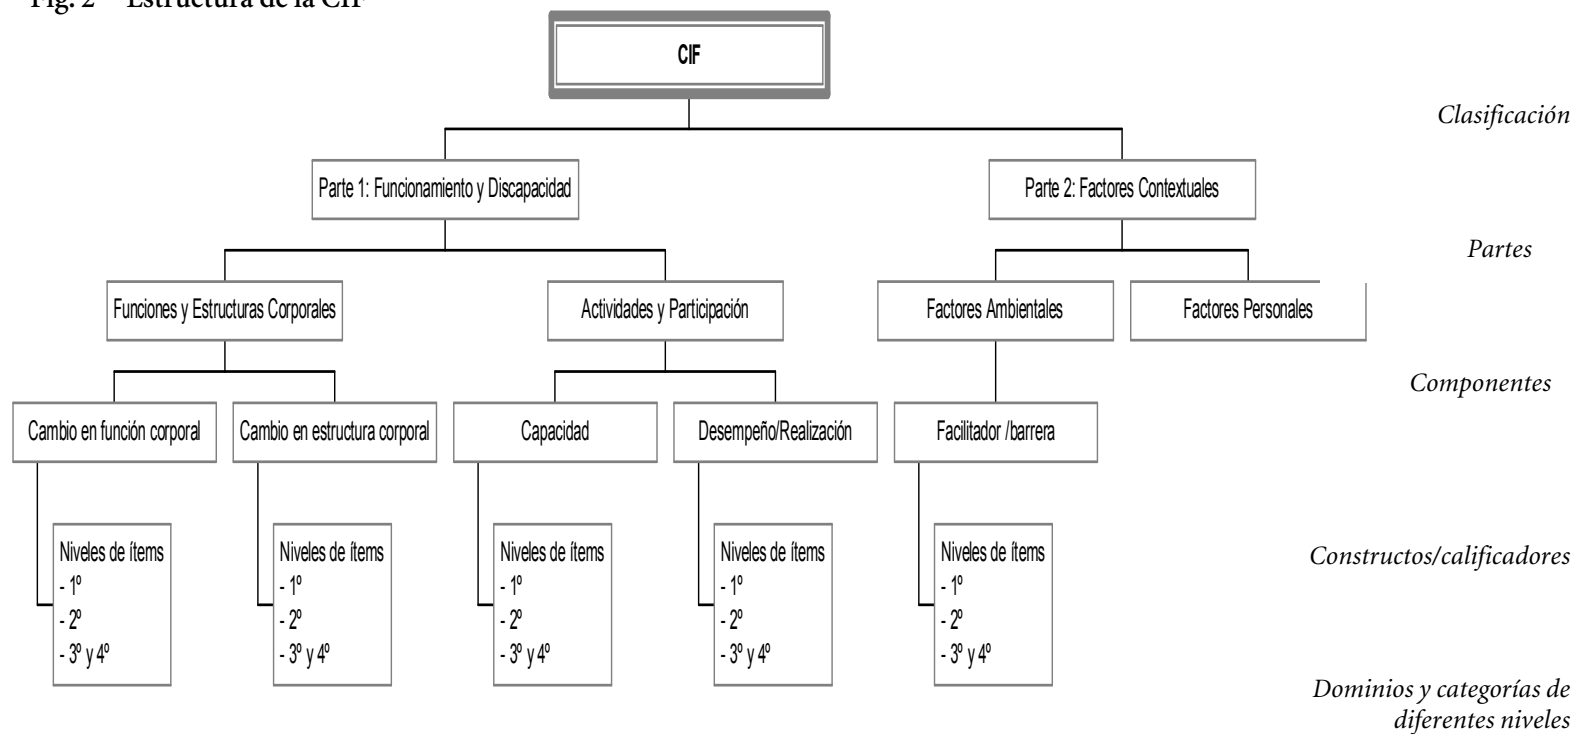 Fig. 2 Estructura de la CIF
CIF
Clasificación
Parte 1: Funcionamiento y Discapacidad
Parte 2: Factores Contextuales
Partes
Funciones y Estructuras Corporales
Actividades y Participación
Factores Ambientales
Factores Personales
Componentes
Cambio en función corporal
Cambio en estructura corporal
Capacidad
Desempeño/Realización
Facilitador /barrera
Constructos/calificadores
Niveles de ítems
- 1º
- 2º
- 3º y 4º
Niveles de ítems
- 1º
- 2º
- 3º y 4º
Niveles de ítems
- 1º
- 2º
- 3º y 4º
Niveles de ítems
- 1º
- 2º
- 3º y 4º
Niveles de ítems
- 1º
- 2º
- 3º y 4º
Dominios y categorías de
diferentes niveles